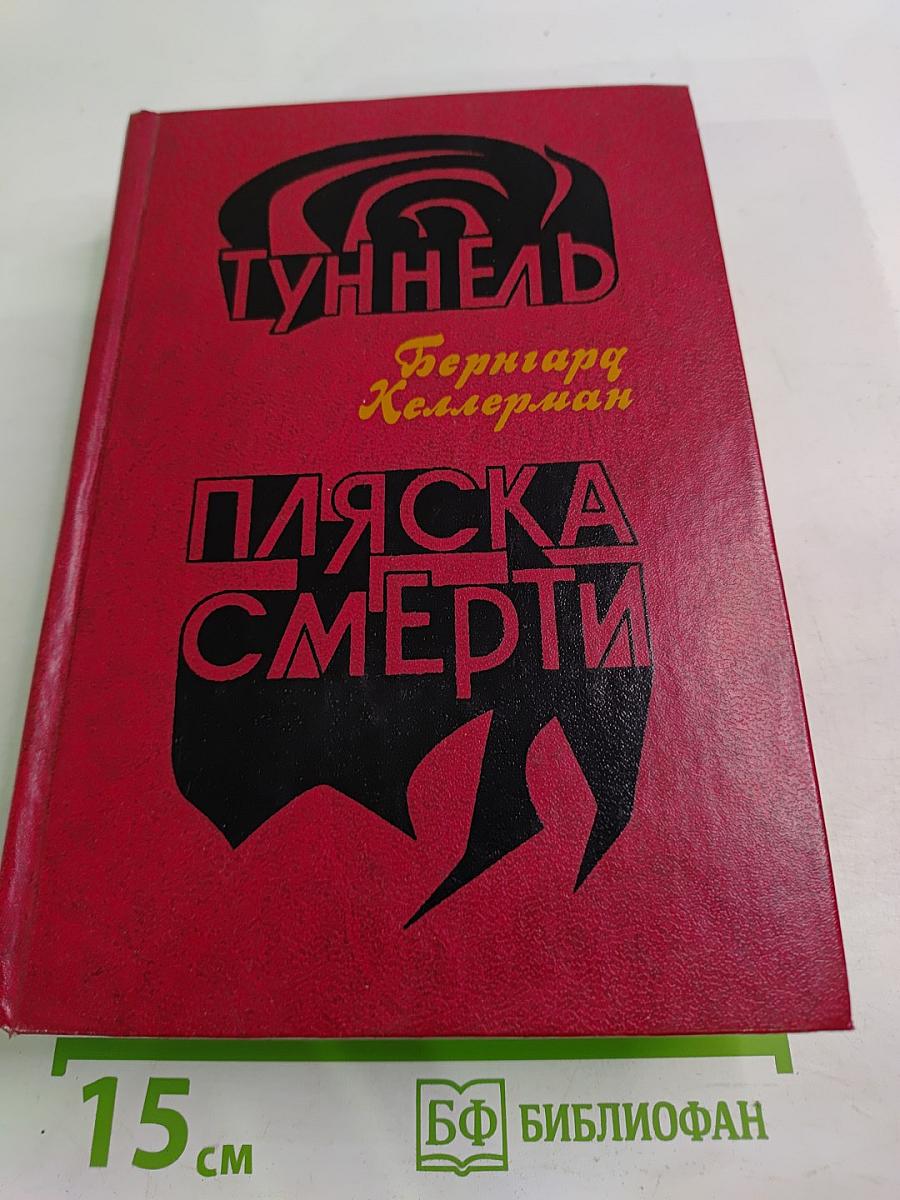 ТУННЕЛЬ
Бернгард
Келлерман
ПЛЯСКА
СМЕРТИ
15 см
БФ БИБЛИОФАН